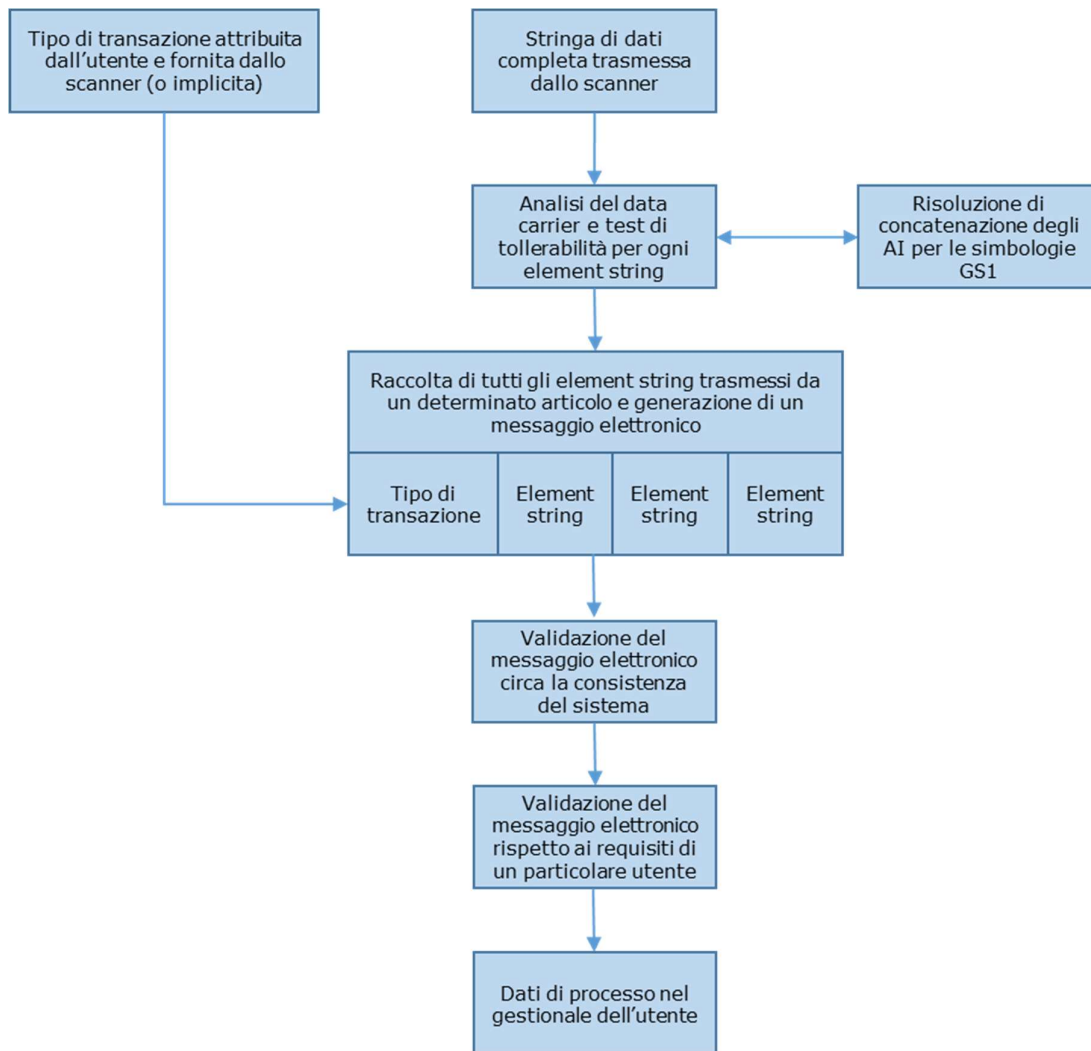 Tipo di transazione attribuita
dall'utente e fornita dallo
scanner (o implicita)
Stringa di dati
completa trasmessa
dallo scanner
Analisi del data
carrier e test di
tollerabilità per ogni
element string
Risoluzione di
concatenazione degli
AI per le simbologie
GS1
Raccolta di tutti gli element string trasmessi da
un determinato articolo e generazione di un
messaggio elettronico
Tipo di
transazione
Element
string
Element
string
Element
string
Validazione del
messaggio elettronico
circa la consistenza
del sistema
Validazione del
messaggio elettronico
rispetto ai requisiti di
un particolare utente
Dati di processo nel
gestionale dell'utente